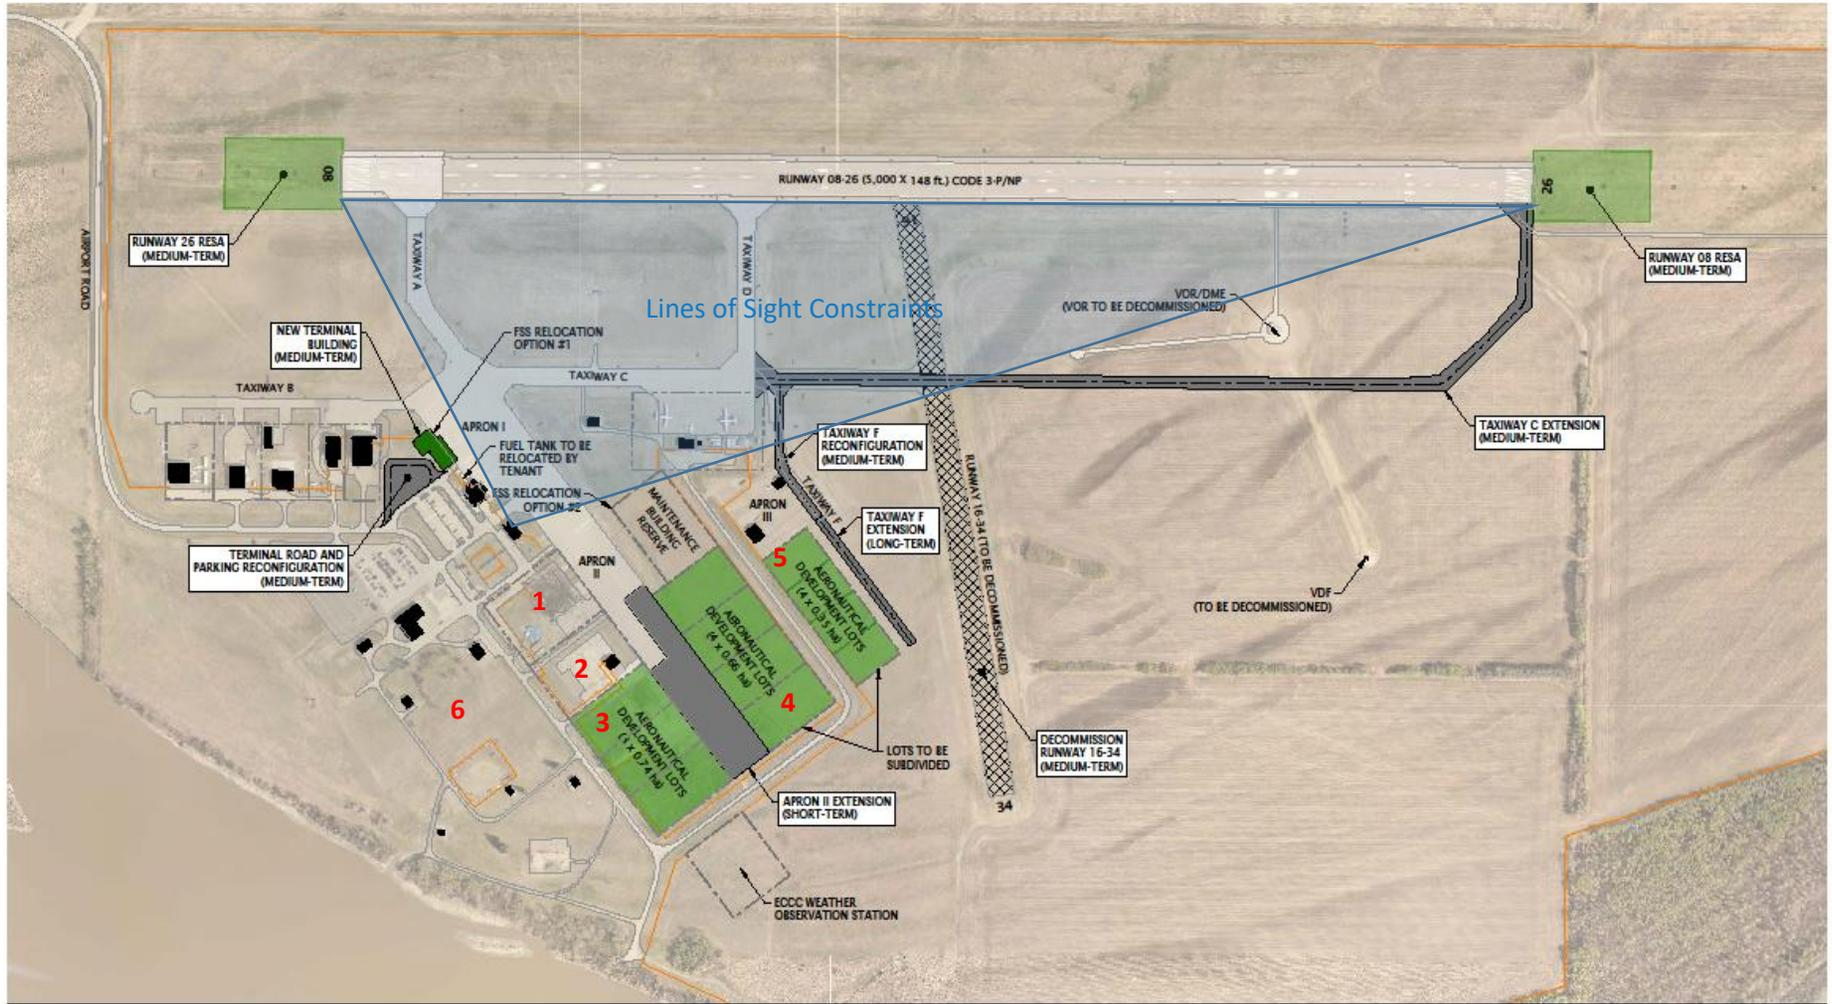 08
RUNWAY 08-26 (5,000 X 148 ft.) CODE 3-P/NP
26
RUNWAY 26 RESA
(MEDIUM-TERM)
AIRPORT ROAD
TAXIWAY A
TAXIWAY D
RUNWAY 08 RESA
(MEDIUM-TERM)
Lines of Sight Constraints
VOR/DME
(VOR TO BE DECOMMISSIONED)
NEW TERMINAL
BUILDING
(MEDIUM-TERM)
FSS RELOCATION
OPTION #1
TAXIWAY C
TAXIWAY B
APRON I
FUEL TANK TO BE
RELOCATED BY
TENANT
TAXIWAY F
RECONFIGURATION
(MEDIUM-TERM)
TAXIWAY C EXTENSION
(MEDIUM-TERM)
FSS RELOCATION
OPTION #2
MAINTENANCE
BUILDING
RESERVE
APRON
III
TAXIWAY F
TAXIWAY F
EXTENSION
(LONG-TERM)
RUNWAY 16-34 (TO BE DECOMMISSIONED)
TERMINAL ROAD AND
PARKING RECONFIGURATION
(MEDIUM-TERM)
APRON
II
5
AERONAUTICAL
DEVELOPMENT LOTS
(4 X 0.35 ha)
VDF
(TO BE DECOMMISSIONED)
1
AERONAUTICAL
DEVELOPMENT LOTS
(4 X 0.66 ha)
2
4
6
3
AERONAUTICAL
DEVELOPMENT LOTS
LOTS TO BE
SUBDIVIDED
DECOMMISSION
RUNWAY 16-34
(MEDIUM-TERM)
APRON II EXTENSION
(SHORT-TERM)
34
ECCC WEATHER
OBSERVATION STATION